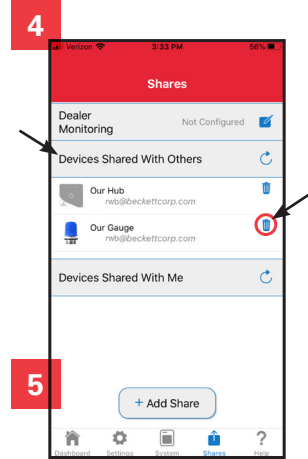 4
Verizon 3:33 PM 56%
Shares
Dealer
Monitoring
Not Configured
Devices Shared With Others
Our Hub
rwb@beckettcorp.com
Our Gauge
rwb@beckettcorp.com
Devices Shared With Me
5
+ Add Share
Dashboard Settings System Shares Help